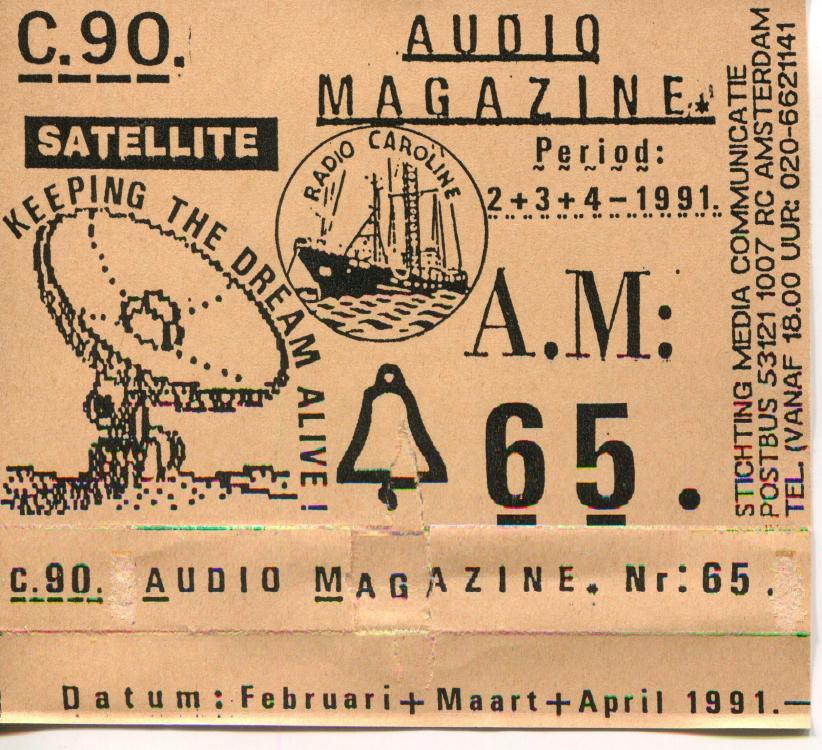 C.90.
AUDIO
MAGAZINE.*
SATELLITE
KEEPING THE DREAM ALIVE!
RADIO CAROLINE
Period:
2+3+4-1991.
A.M:
65.
STICHTING MEDIA COMMUNICATIE
POSTBUS 53121 1007 RC AMSTERDAM
TEL. (VANAF 18.00 UUR: 020-6621141
C.90. AUDIO MAGAZINE. Nr:65.
Datum: Februari+Maart+April 1991.-